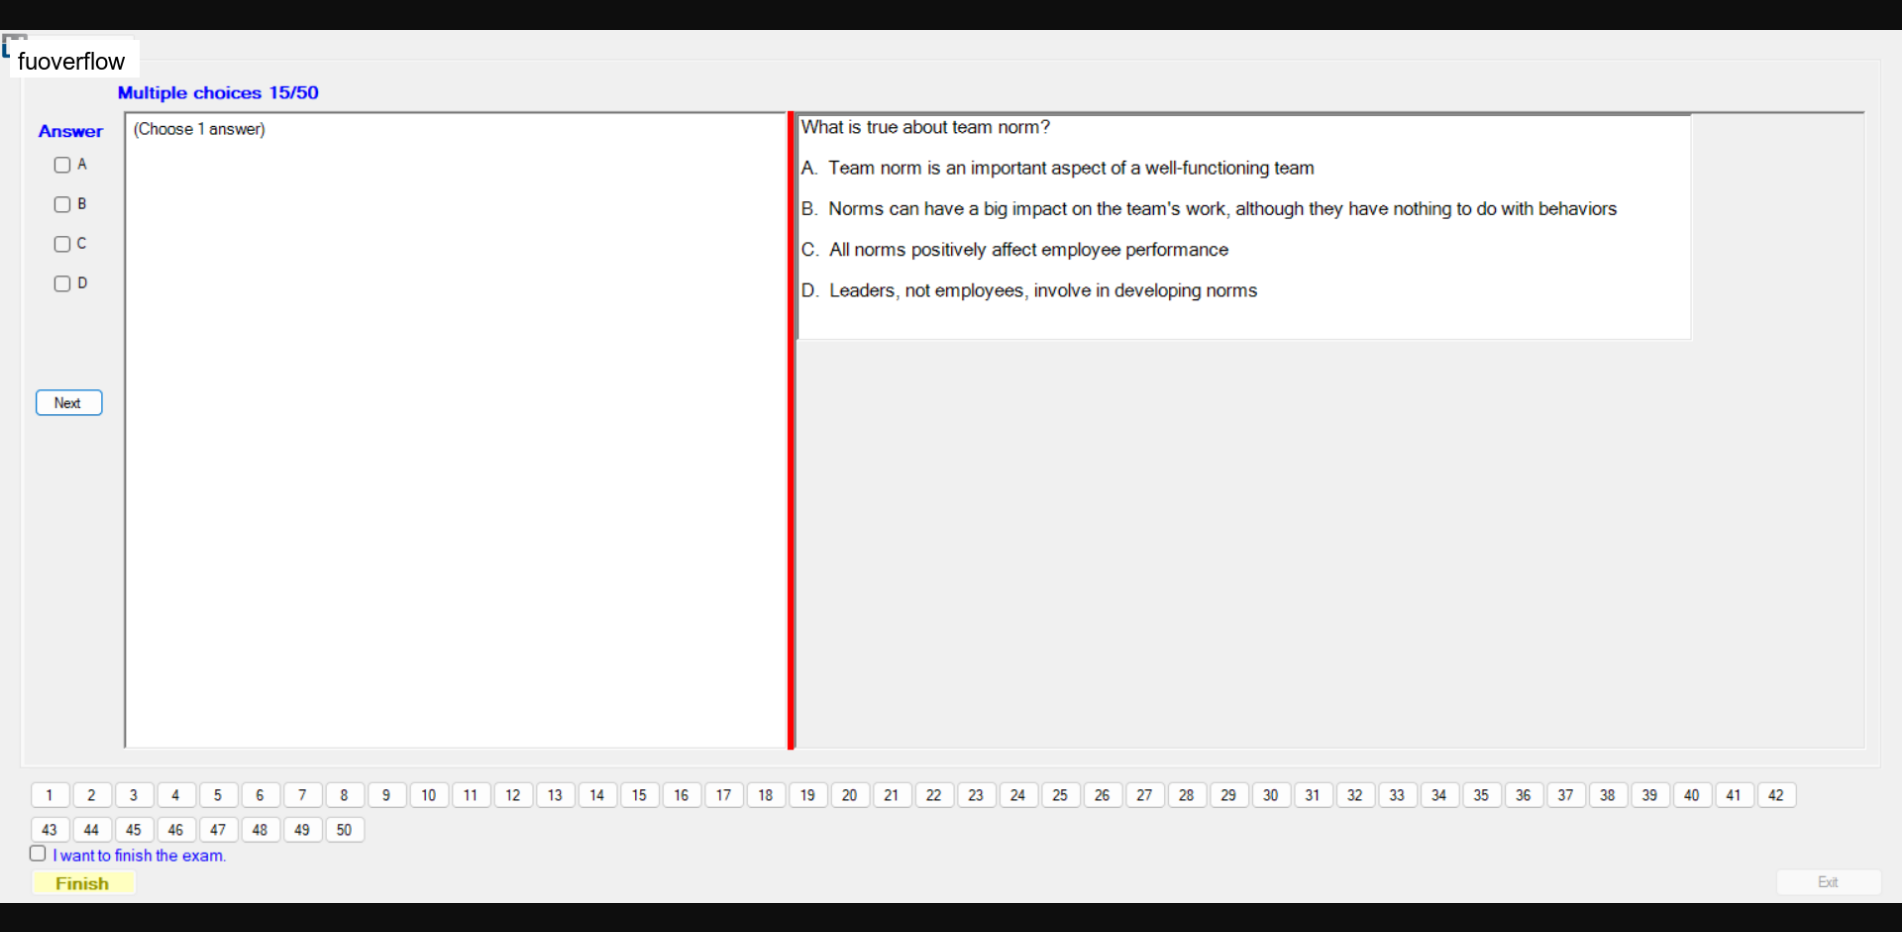 fuoverflow
Multiple choices 15/50
Answer
(Choose 1 answer)
A
B
C
D
Next
What is true about team norm?
A. Team norm is an important aspect of a well-functioning team
B. Norms can have a big impact on the team's work, although they have nothing to do with behaviors
C. All norms positively affect employee performance
D. Leaders, not employees, involve in developing norms
1 2 3 4 5 6 7 8 9 10 11 12 13 14 15 16 17 18 19 20 21 22 23 24 25 26 27 28 29 30 31 32 33 34 35 36 37 38 39 40 41 42
43 44 45 46 47 48 49 50
I want to finish the exam.
Finish
Exit